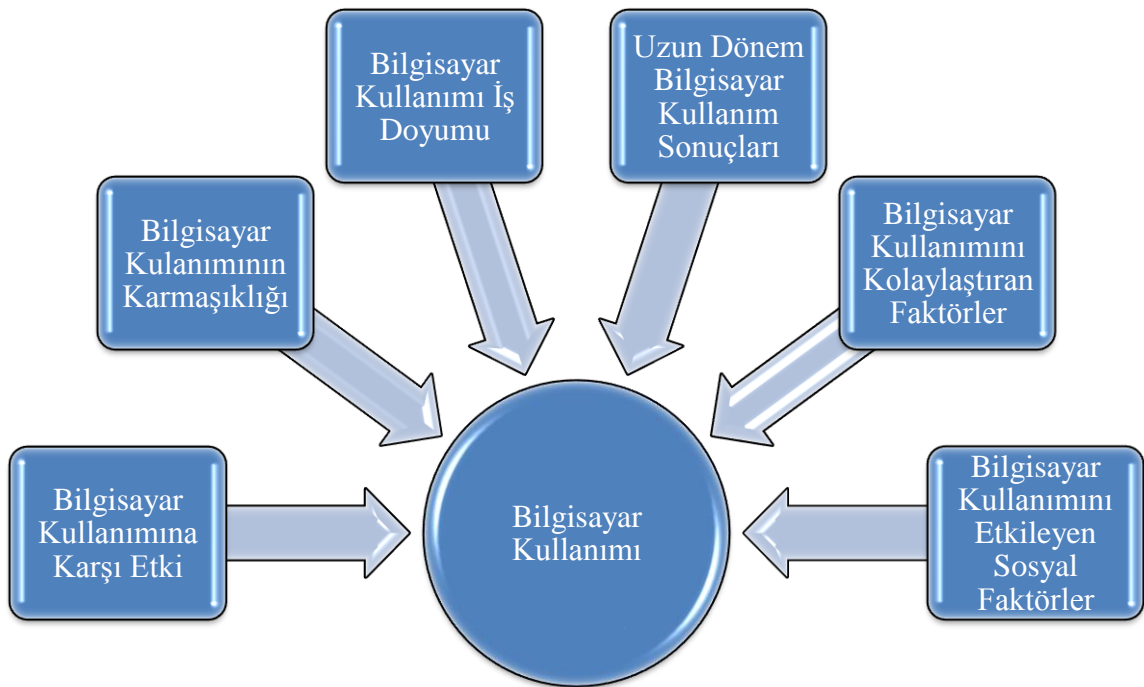 Bilgisayar
Kullanımı İş
Doyumu
Uzun Dönem
Bilgisayar
Kullanım
Sonuçları
Bilgisayar
Kulanımının
Karmaşıklığı
Bilgisayar
Kullanımını
Kolaylaştıran
Faktörler
Bilgisayar
Kullanımına
Karşı Etki
Bilgisayar
Kullanımı
Bilgisayar
Kullanımını
Etkileyen
Sosyal
Faktörler